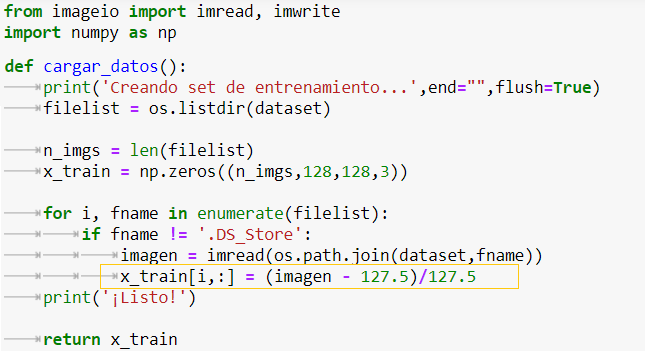 from imageio import imread, imwrite
import numpy as np
def cargar_datos():
print('Creando set de entrenamiento...',end="",flush=True)
filelist = os.listdir(dataset)
n_imgs = len(filelist)
x_train = np.zeros((n_imgs,128,128,3))
for i, fname in enumerate(filelist):
if fname != '.DS_Store':
imagen = imread(os.path.join(dataset,fname))
x_train[i,:] = (imagen - 127.5)/127.5
print('¡Listo!')
return x_train